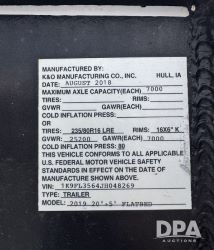 MANUFACTURED BY:
K&O MANUFACTURING CO., INC. HULL, IA
DATE: AUGUST 2018
MAXIMUM AXLE CAPACITY(EACH) 7000
TIRES: RIMS:
GVWR GAWR(EACH)
COLD INFLATION PRESS:
OR
TIRES: 235/80R16 LRE RIMS: 16X6" K
GVWR 25200 GAWR(EACH) 7000
COLD INFLATION PRESS: 80
THIS VEHICLE CONFORMS TO ALL APPLICABLE
U.S. FEDERAL MOTOR VEHICLE SAFETY
STANDARDS IN EFFECT ON THE DATE OF
MANUFACTURE SHOWN ABOVE.
VIN: 1K9FL3564JH048269
TYPE: TRAILER
MODEL: 2019 20'+5' FLATBED
DPA
AUCTIONS